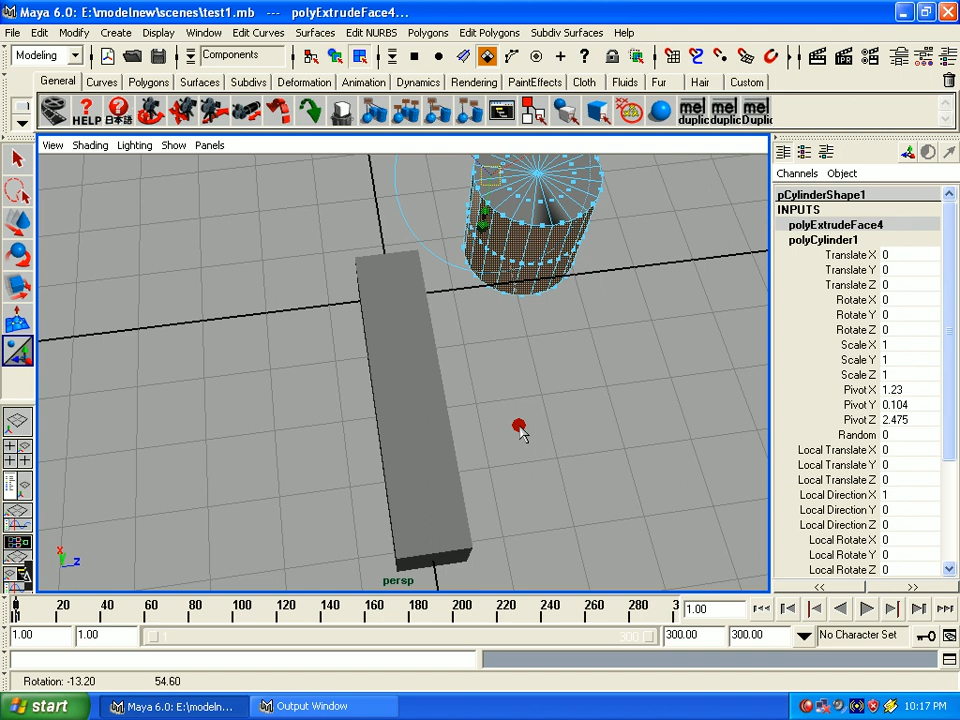 Maya 6.0: E:\modelnew\scenes\test1.mb --- polyExtrudeFace4...
File Edit Modify Create Display Window Edit Curves Surfaces Edit NURBS Polygons Edit Polygons Subdiv Surfaces Help
Modeling Components
General Curves Polygons Surfaces Subdivs Deformation Animation Dynamics Rendering PaintEffects Cloth Fluids Fur Hair Custom
HELP 日本語 mel mel mel
duplic duplic Duplic
View Shading Lighting Show Panels
Channels Object
pCylinderShape1
INPUTS
polyExtrudeFace4
polyCylinder1
Translate X 0
Translate Y 0
Translate Z 0
Rotate X 0
Rotate Y 0
Rotate Z 0
Scale X 1
Scale Y 1
Scale Z 1
Pivot X 1.23
Pivot Y 0.104
Pivot Z 2.475
Random 0
Local Translate X 0
Local Translate Y 0
Local Translate Z 0
Local Direction X 1
Local Direction Y 0
Local Direction Z 0
Local Rotate X 0
Local Rotate Y 0
Local Rotate Z 0
x z
persp
<< >>
20 40 60 80 100 120 140 160 180 200 220 240 260 280 3 1.00
1.00 1.00 1 300 300.00 300.00 No Character Set
Rotation: -13.20 54.60
start Maya 6.0: E:\modeln... Output Window 10:17 PM